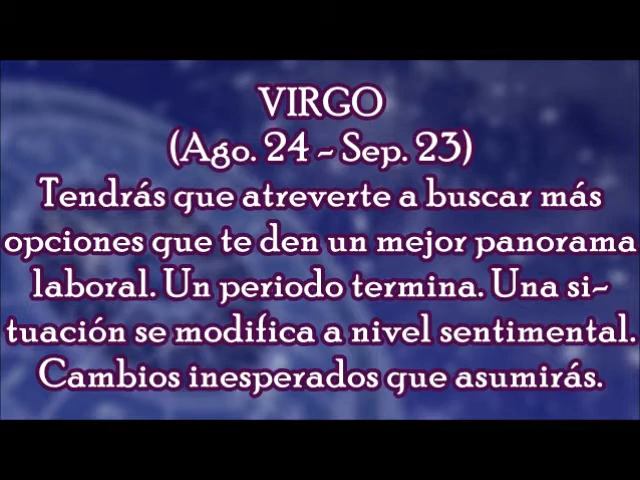 VIRGO
(Ago. 24 - Sep. 23)
Tendrás que atreverte a buscar más
opciones que te den un mejor panorama
laboral. Un periodo termina. Una si-
tuación se modifica a nivel sentimental.
Cambios inesperados que asumirás.